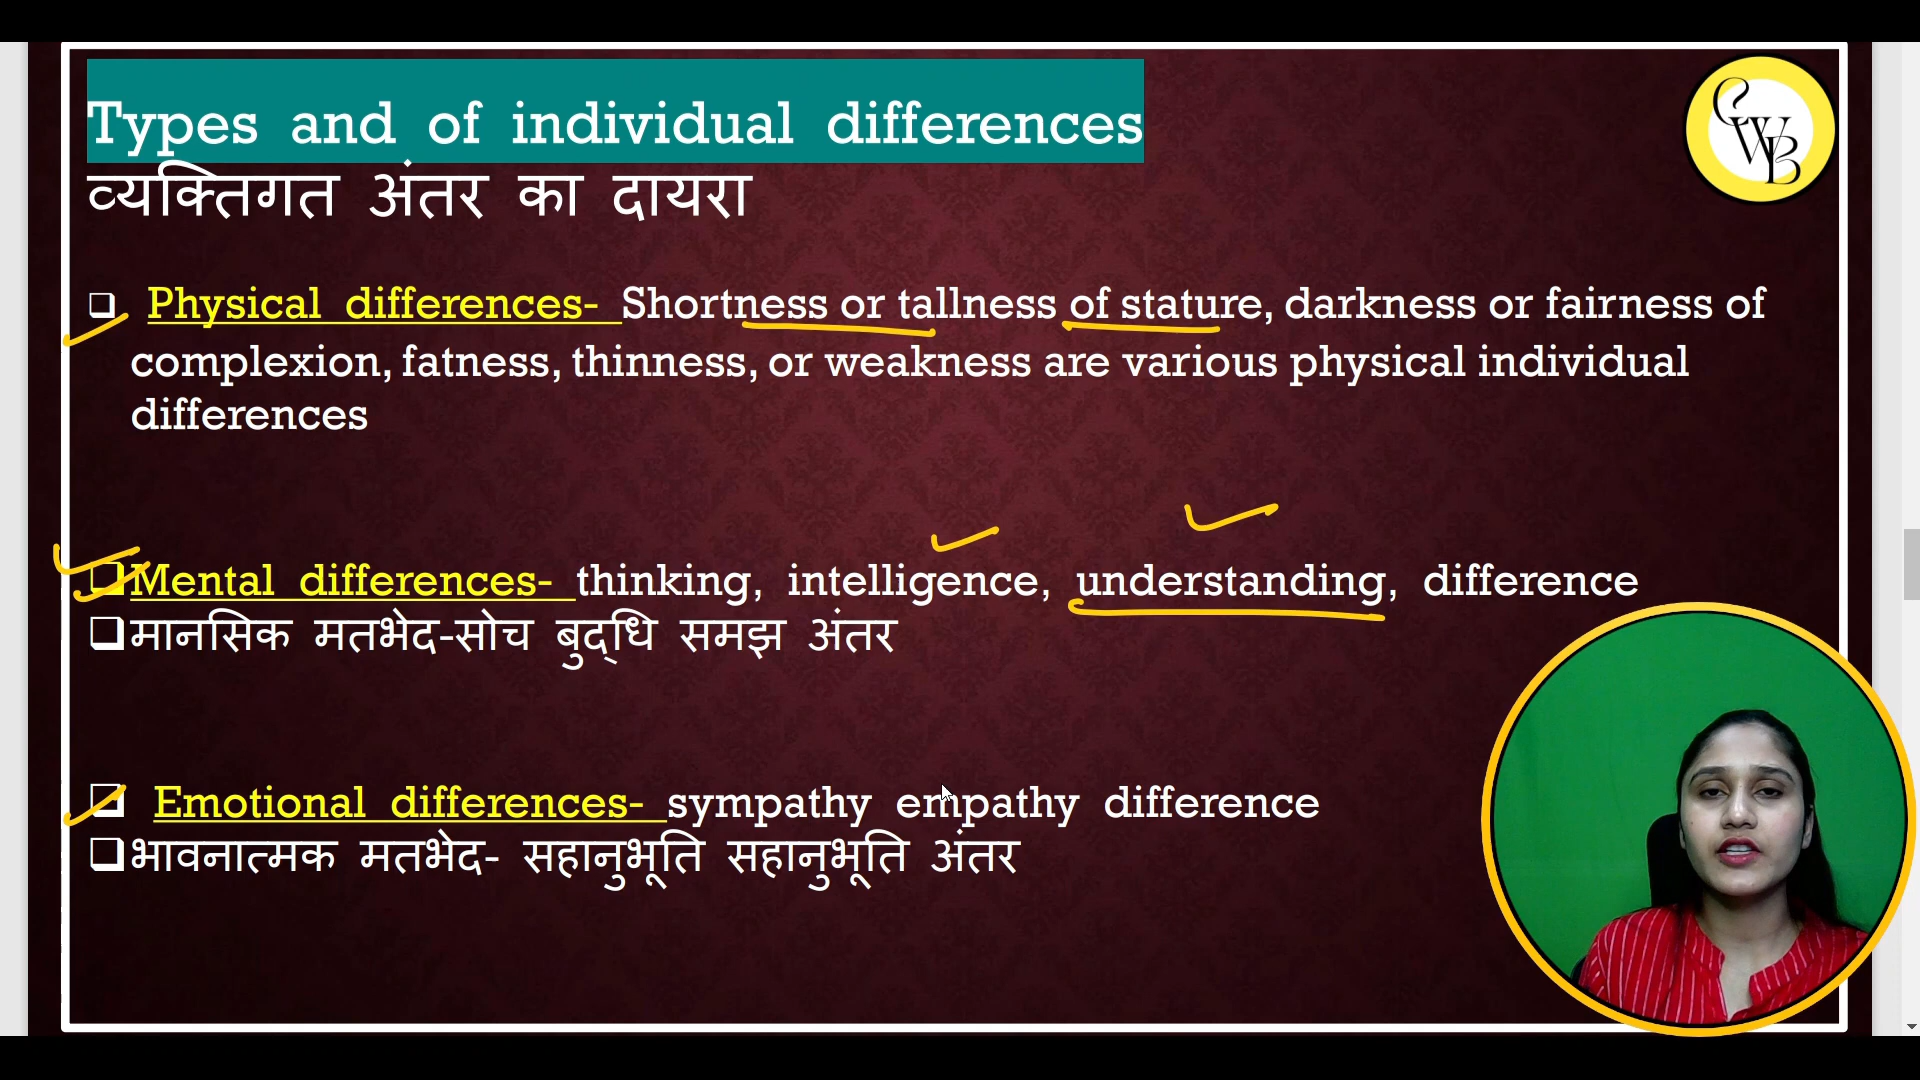 Types and of individual differences
व्यक्तिगत अंतर का दायरा
Physical differences- Shortness or tallness of stature, darkness or fairness of
complexion, fatness, thinness, or weakness are various physical individual
differences
Mental differences- thinking, intelligence, understanding, difference
मानसिक मतभेद-सोच बुद्धि समझ अंतर
Emotional differences- sympathy empathy difference
भावनात्मक मतभेद- सहानुभूति सहानुभूति अंतर
CWB